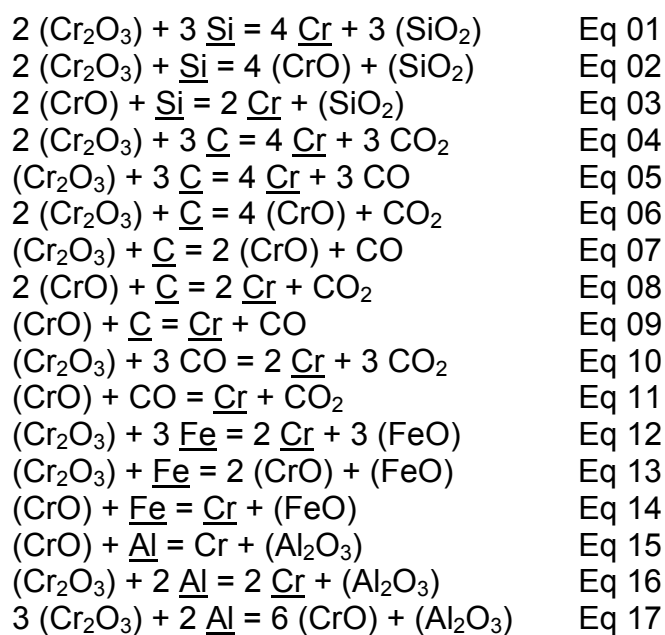 2 (Cr₂O₃) + 3 Si = 4 Cr + 3 (SiO₂) Eq 01
2 (Cr₂O₃) + Si = 4 (CrO) + (SiO₂) Eq 02
2 (CrO) + Si = 2 Cr + (SiO₂) Eq 03
2 (Cr₂O₃) + 3 C = 4 Cr + 3 CO₂ Eq 04
(Cr₂O₃) + 3 C = 4 Cr + 3 CO Eq 05
2 (Cr₂O₃) + C = 4 (CrO) + CO₂ Eq 06
(Cr₂O₃) + C = 2 (CrO) + CO Eq 07
2 (CrO) + C = 2 Cr + CO₂ Eq 08
(CrO) + C = Cr + CO Eq 09
(Cr₂O₃) + 3 CO = 2 Cr + 3 CO₂ Eq 10
(CrO) + CO = Cr + CO₂ Eq 11
(Cr₂O₃) + 3 Fe = 2 Cr + 3 (FeO) Eq 12
(Cr₂O₃) + Fe = 2 (CrO) + (FeO) Eq 13
(CrO) + Fe = Cr + (FeO) Eq 14
(CrO) + Al = Cr + (Al₂O₃) Eq 15
(Cr₂O₃) + 2 Al = 2 Cr + (Al₂O₃) Eq 16
3 (Cr₂O₃) + 2 Al = 6 (CrO) + (Al₂O₃) Eq 17